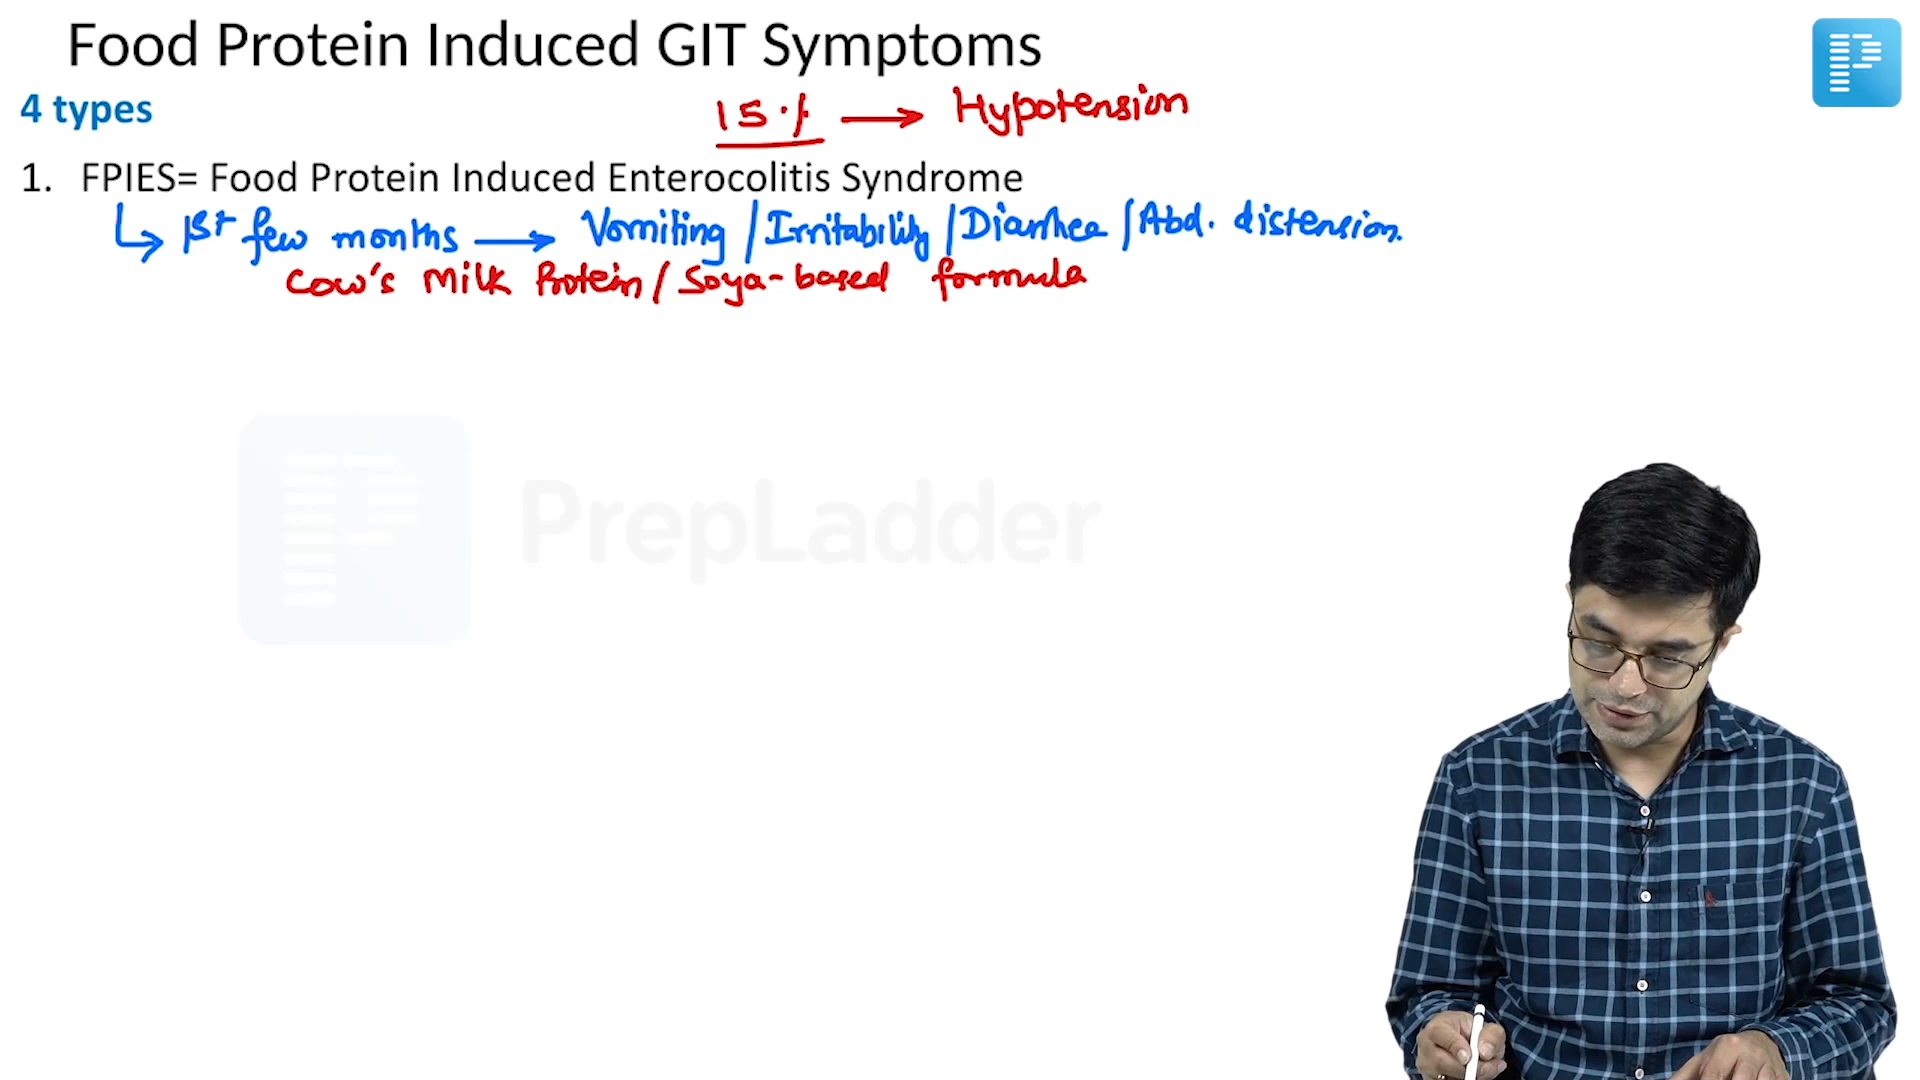 Food Protein Induced GIT Symptoms
4 types
15% → Hypotension
1. FPIES= Food Protein Induced Enterocolitis Syndrome
↳ 1st few months → Vomiting / Irritability / Diarrhea / Abd. distension.
Cow's Milk Protein / Soya-based formula
PrepLadder